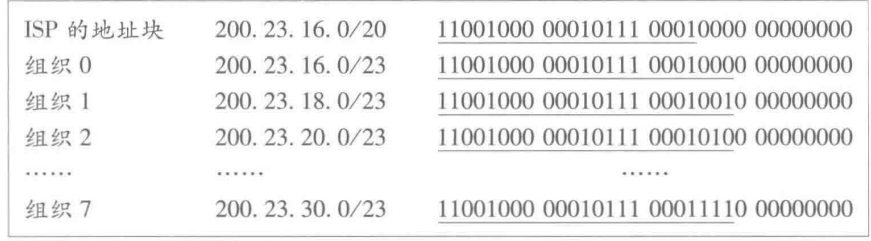 ISP 的地址块 200. 23. 16. 0/20 11001000 00010111 00010000 00000000
组织 0 200. 23. 16. 0/23 11001000 00010111 00010000 00000000
组织 1 200. 23. 18. 0/23 11001000 00010111 00010010 00000000
组织 2 200. 23. 20. 0/23 11001000 00010111 00010100 00000000
…… …… ……
组织 7 200. 23. 30. 0/23 11001000 00010111 00011110 00000000